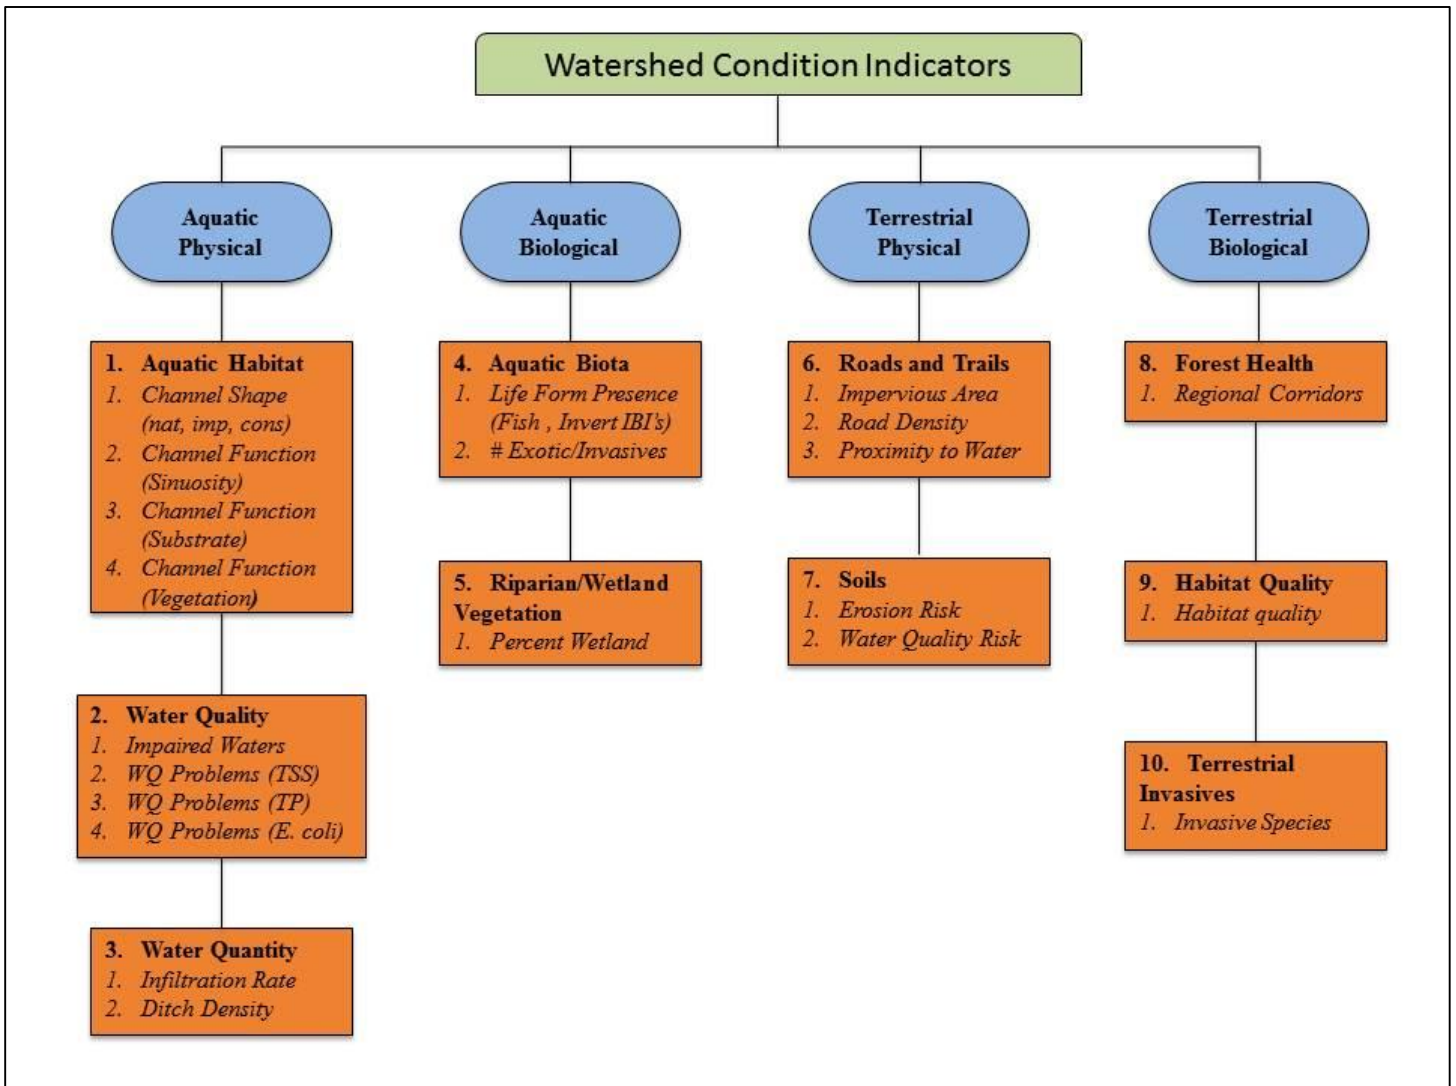 Watershed Condition Indicators
Aquatic
Physical
Aquatic
Biological
Terrestrial
Physical
Terrestrial
Biological
1. Aquatic Habitat
1. Channel Shape
(nat, imp, cons)
2. Channel Function
(Sinuosity)
3. Channel Function
(Substrate)
4. Channel Function
(Vegetation)
2. Water Quality
1. Impaired Waters
2. WQ Problems (TSS)
3. WQ Problems (TP)
4. WQ Problems (E. coli)
3. Water Quantity
1. Infiltration Rate
2. Ditch Density
4. Aquatic Biota
1. Life Form Presence
(Fish , Invert IBI's)
2. # Exotic/Invasives
5. Riparian/Wetland
Vegetation
1. Percent Wetland
6. Roads and Trails
1. Impervious Area
2. Road Density
3. Proximity to Water
7. Soils
1. Erosion Risk
2. Water Quality Risk
8. Forest Health
1. Regional Corridors
9. Habitat Quality
1. Habitat quality
10. Terrestrial
Invasives
1. Invasive Species